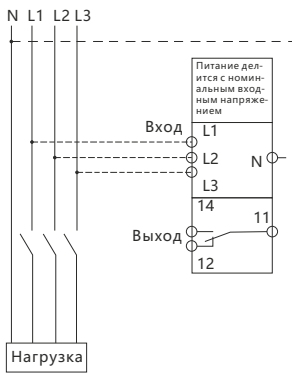 N L1 L2 L3
Питание дел-
ится с номин-
альным вход-
ным напряже-
нием
Вход
L1
L2
N
L3
14
11
Выход
12
Нагрузка